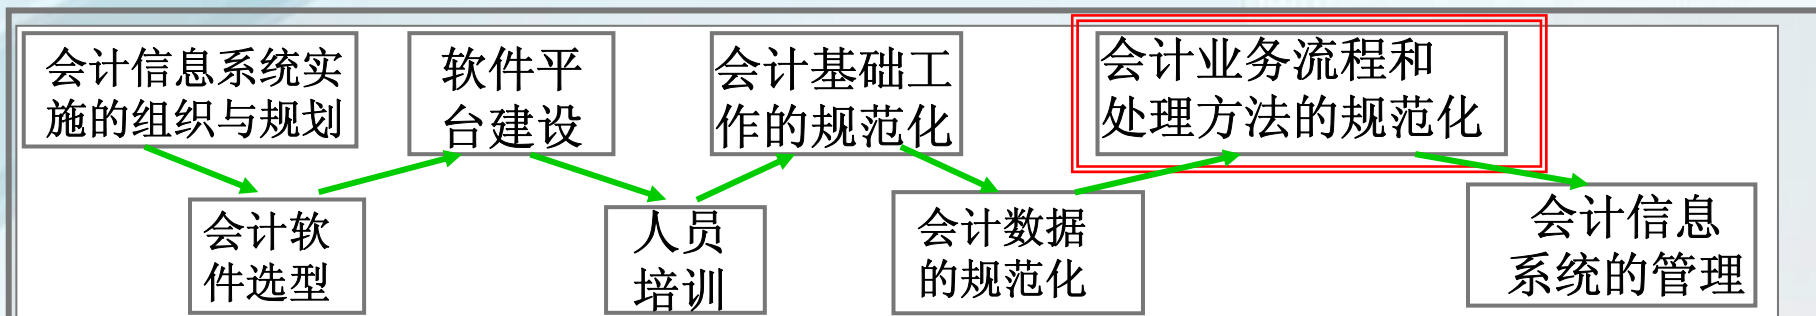 会计信息系统实
施的组织与规划
会计软
件选型
软件平
台建设
人员
培训
会计基础工
作的规范化
会计数据
的规范化
会计业务流程和
处理方法的规范化
会计信息
系统的管理